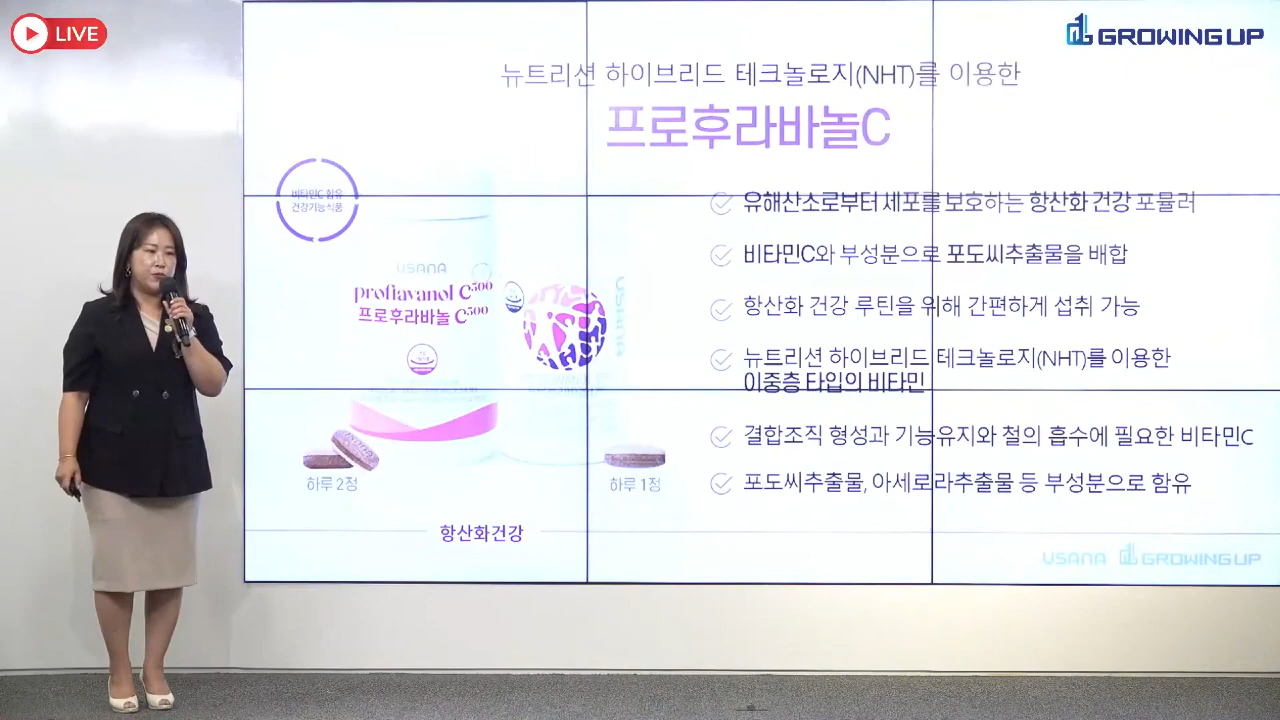 LIVE
GROWING UP
뉴트리션 하이브리드 테크놀로지(NHT)를 이용한
프로후라바놀C
비타민C 함유
건강기능식품
USANA
proflavanol C500
프로후라바놀 C500
USANA
유해산소로부터 세포를 보호하는 항산화 건강 포뮬러
비타민C와 부성분으로 포도씨추출물을 배합
항산화 건강 루틴을 위해 간편하게 섭취 가능
뉴트리션 하이브리드 테크놀로지(NHT)를 이용한
이중층 타입의 비타민
결합조직 형성과 기능유지와 철의 흡수에 필요한 비타민C
포도씨추출물, 아세로라추출물 등 부성분으로 함유
하루 2정
하루 1정
항산화건강
USANA GROWING UP